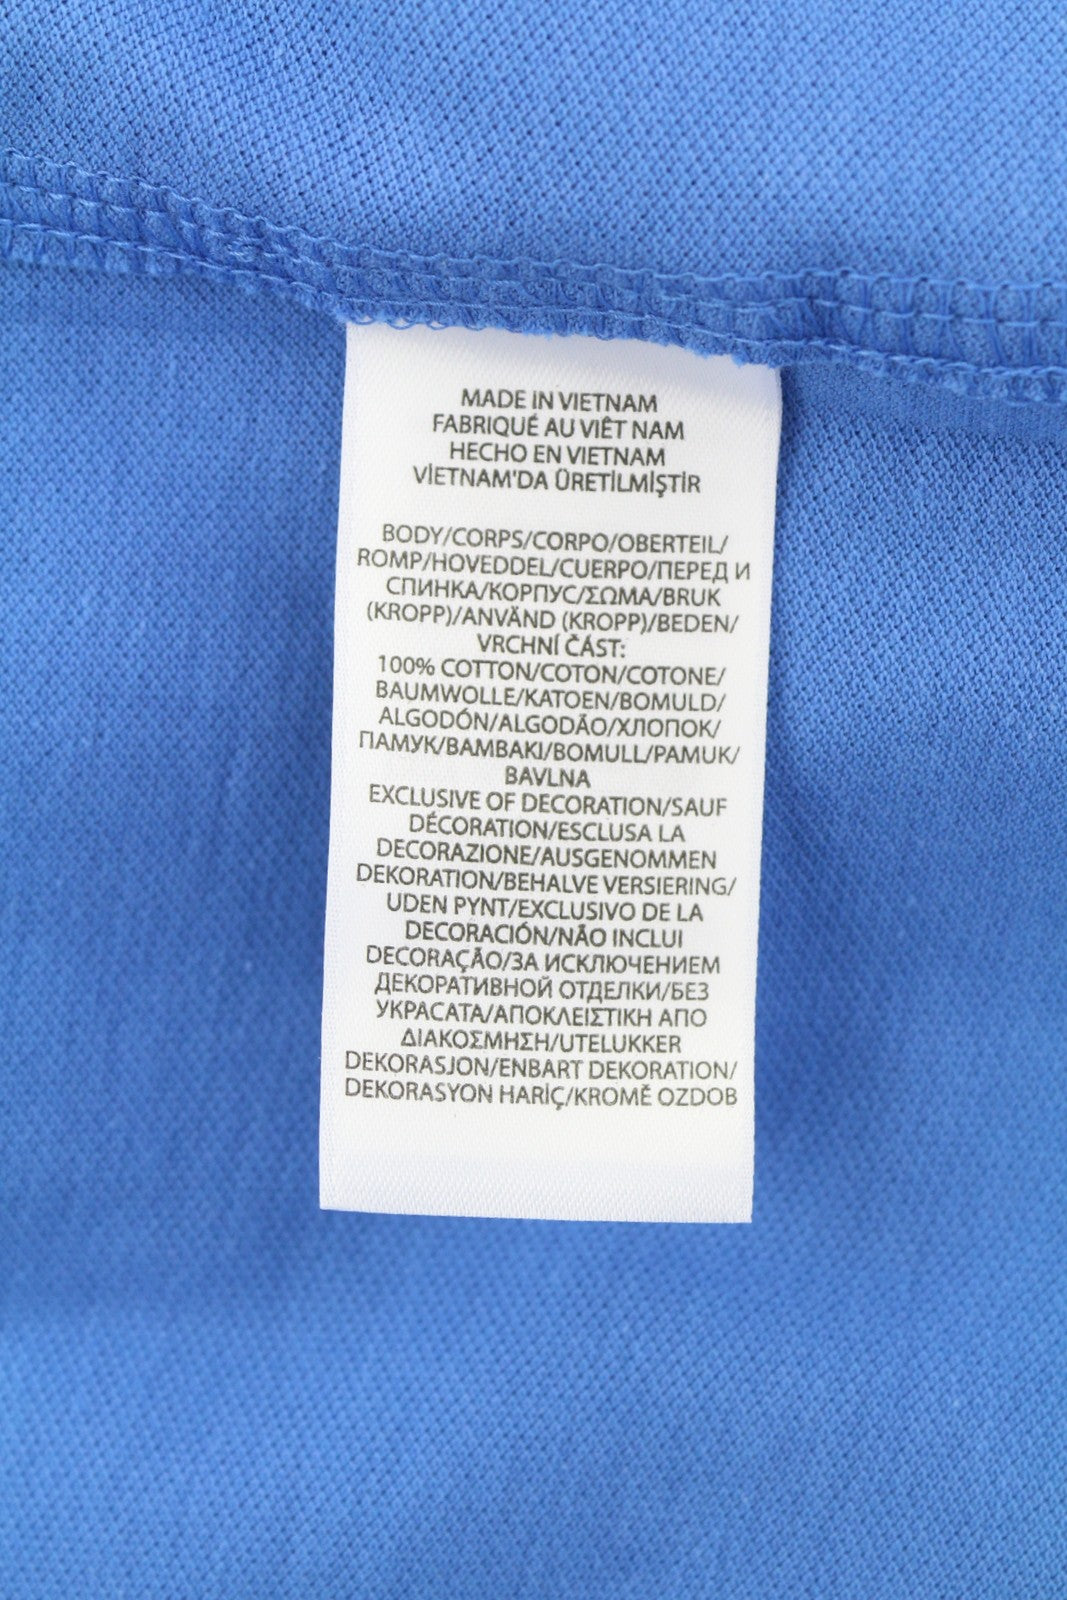 MADE IN VIETNAM
FABRIQUÉ AU VIÊT NAM
HECHO EN VIETNAM
VİETNAM'DA ÜRETİLMİŞTİR
BODY/CORPS/CORPO/OBERTEIL/
ROMP/HOVEDDEL/CUERPO/ПЕРЕД И
СПИНКА/КОРПУС/ΣΩΜΑ/BRUK
(KROPP)/ANVÄND (KROPP)/BEDEN/
VRCHNÍ ČÁST:
100% COTTON/COTON/COTONE/
BAUMWOLLE/KATOEN/BOMULD/
ALGODÓN/ALGODÃO/ХЛОПОК/
ПАМУК/ΒΑΜΒΑΚΙ/BOMULL/PAMUK/
BAVLNA
EXCLUSIVE OF DECORATION/SAUF
DÉCORATION/ESCLUSA LA
DECORAZIONE/AUSGENOMMEN
DEKORATION/BEHALVE VERSIERING/
UDEN PYNT/EXCLUSIVO DE LA
DECORACIÓN/NÃO INCLUI
DECORAÇÃO/ЗА ИСКЛЮЧЕНИЕМ
ДЕКОРАТИВНОЙ ОТДЕЛКИ/БЕЗ
УКРАСАТА/ΑΠΟΚΛΕΙΣΤΙΚΗ ΑΠΟ
ΔΙΑΚΟΣΜΗΣΗ/UTELUKKER
DEKORASJON/ENBART DEKORATION/
DEKORASYON HARİÇ/KROMĚ OZDOB